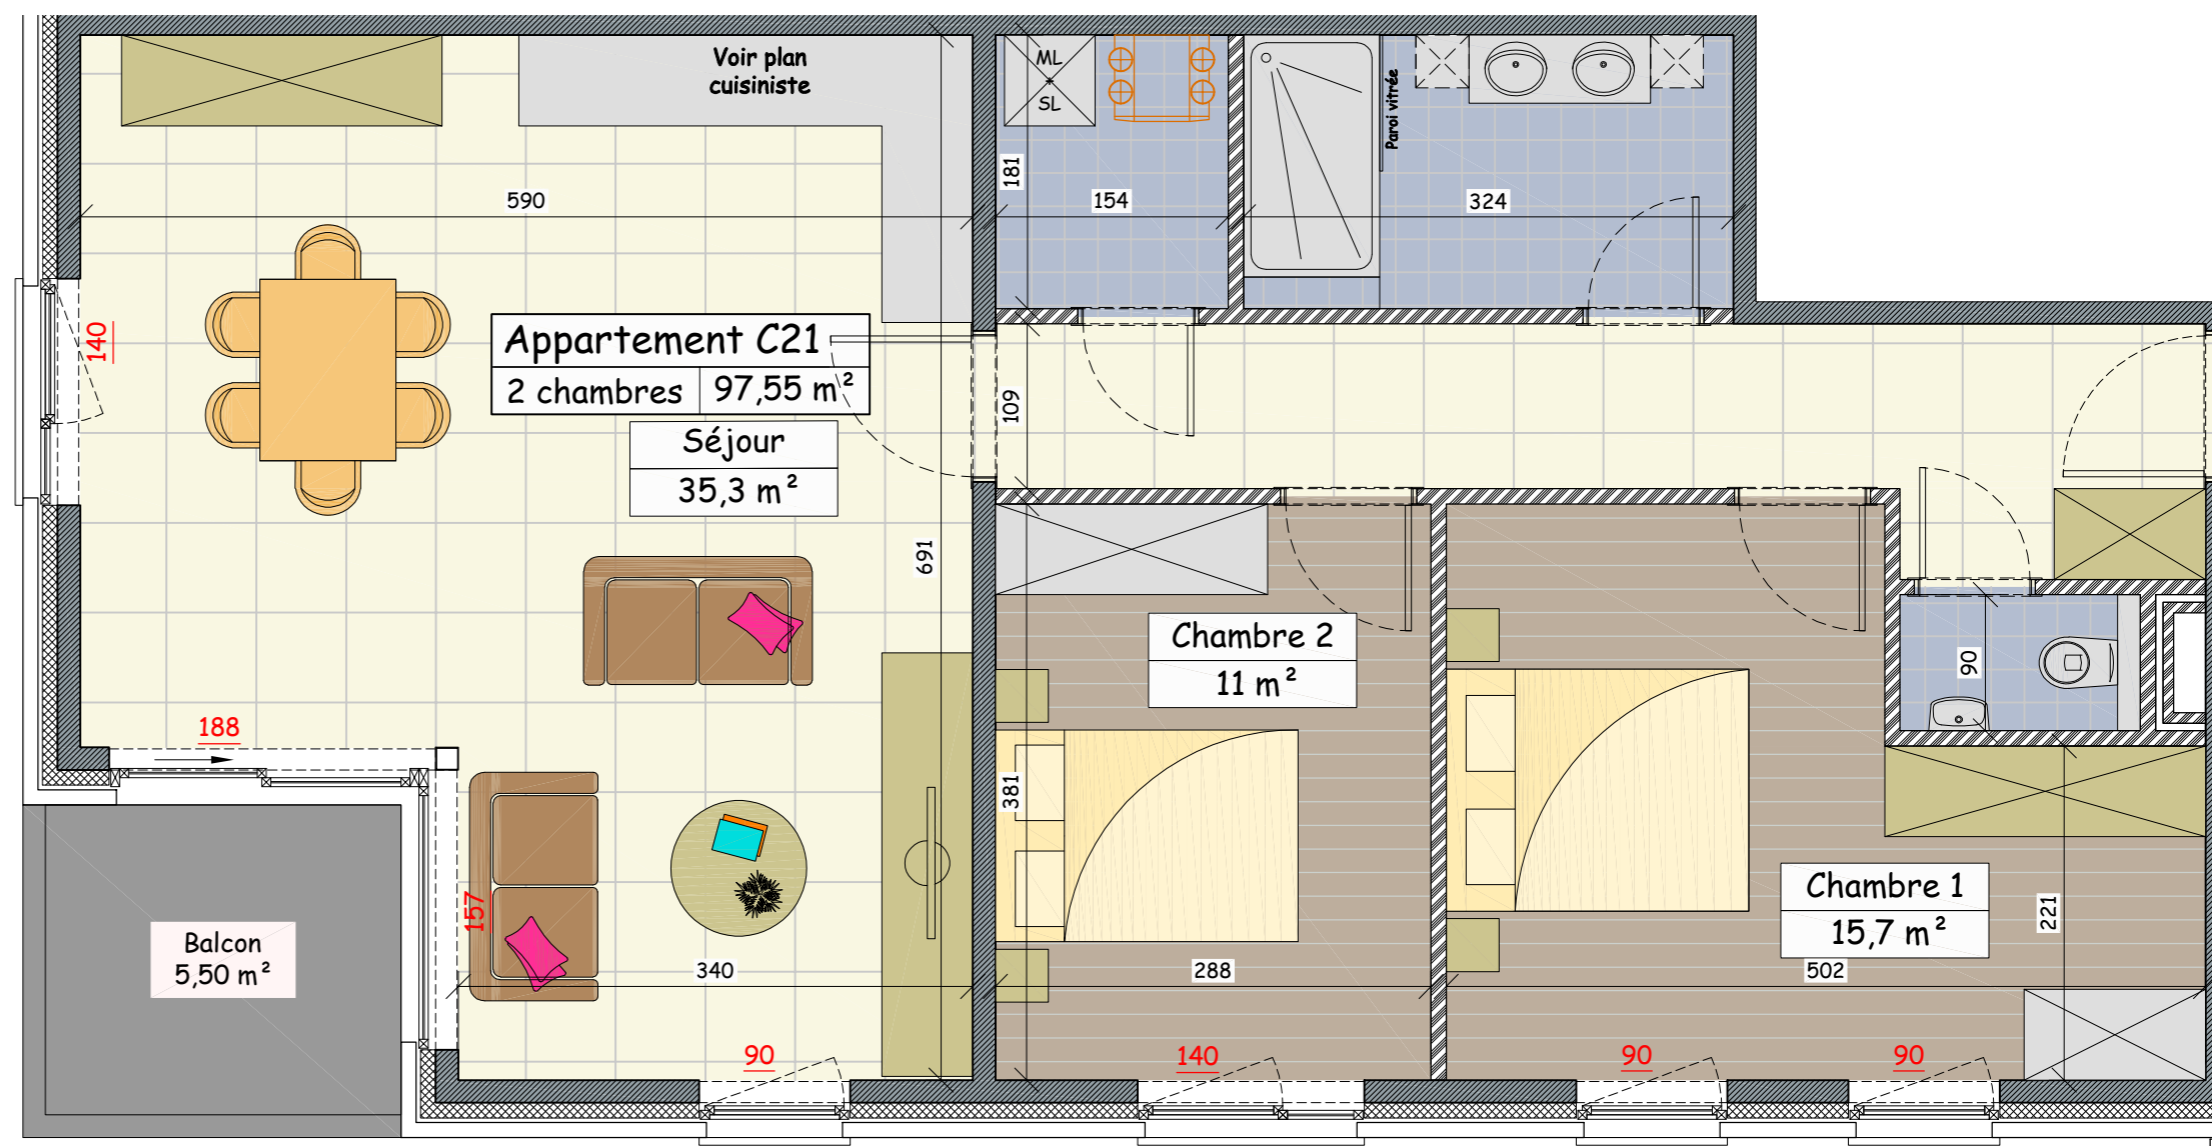 Voir plan
cuisiniste
ML
SL
Paroi vitrée
181
590
154
324
140
Appartement C21
2 chambres 97,55 m²
109
Séjour
35,3 m²
691
Chambre 2
11 m²
90
188
381
157
Chambre 1
15,7 m²
221
Balcon
5,50 m²
340
288
502
90
140
90
90